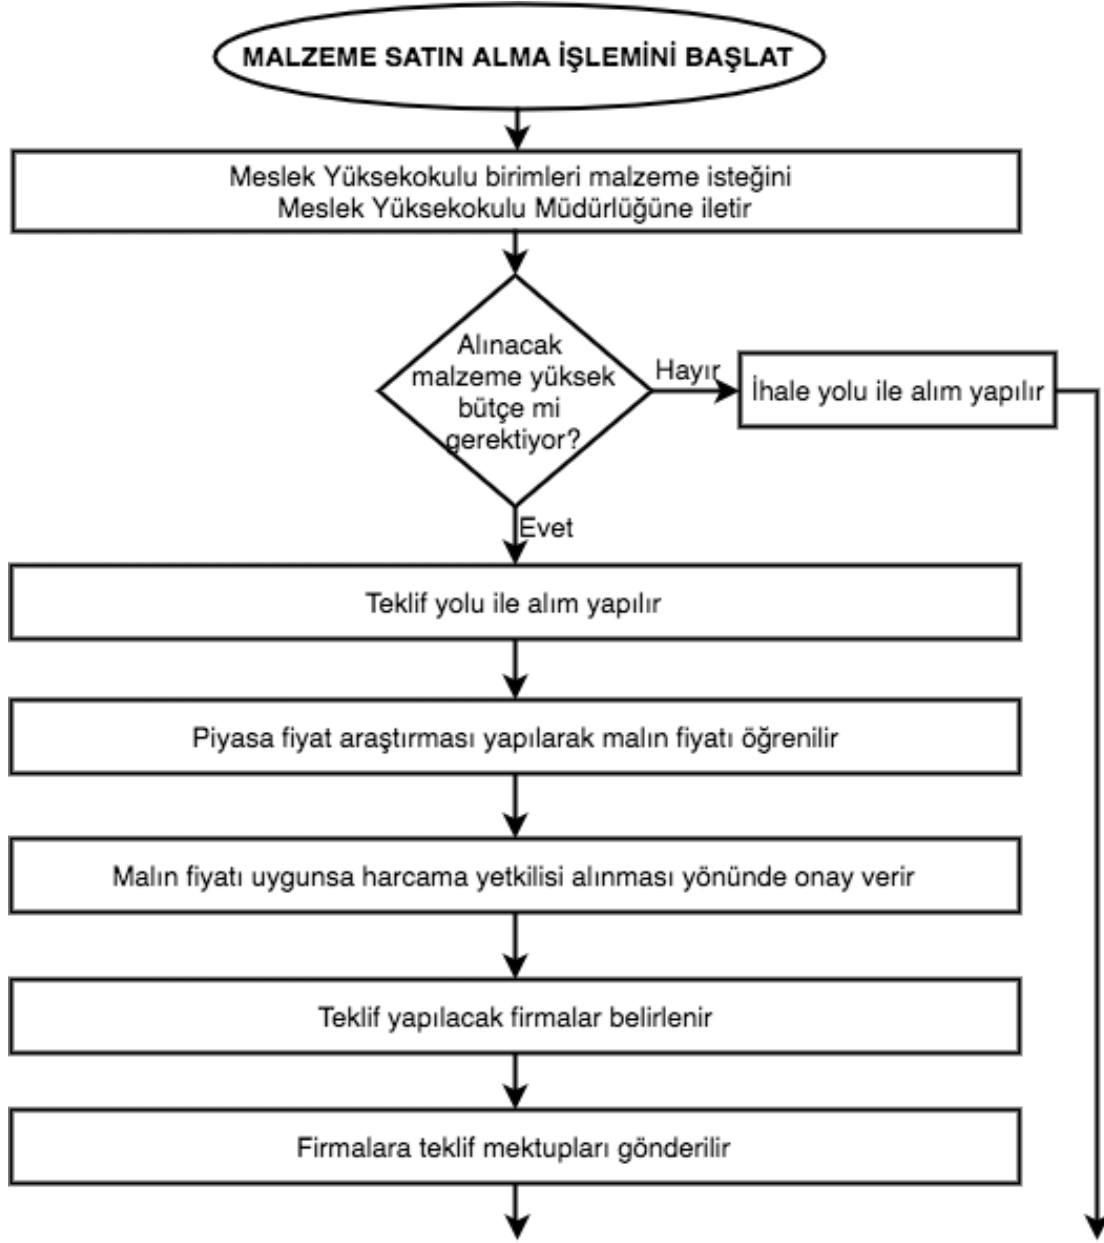 MALZEME SATIN ALMA İŞLEMİNİ BAŞLAT
Meslek Yüksekokulu birimleri malzeme isteğini
Meslek Yüksekokulu Müdürlüğüne iletir
Alınacak
malzeme yüksek
bütçe mi
gerektiyor?
Hayır
İhale yolu ile alım yapılır
Evet
Teklif yolu ile alım yapılır
Piyasa fiyat araştırması yapılarak malın fiyatı öğrenilir
Malın fiyatı uygunsa harcama yetkilisi alınması yönünde onay verir
Teklif yapılacak firmalar belirlenir
Firmalara teklif mektupları gönderilir